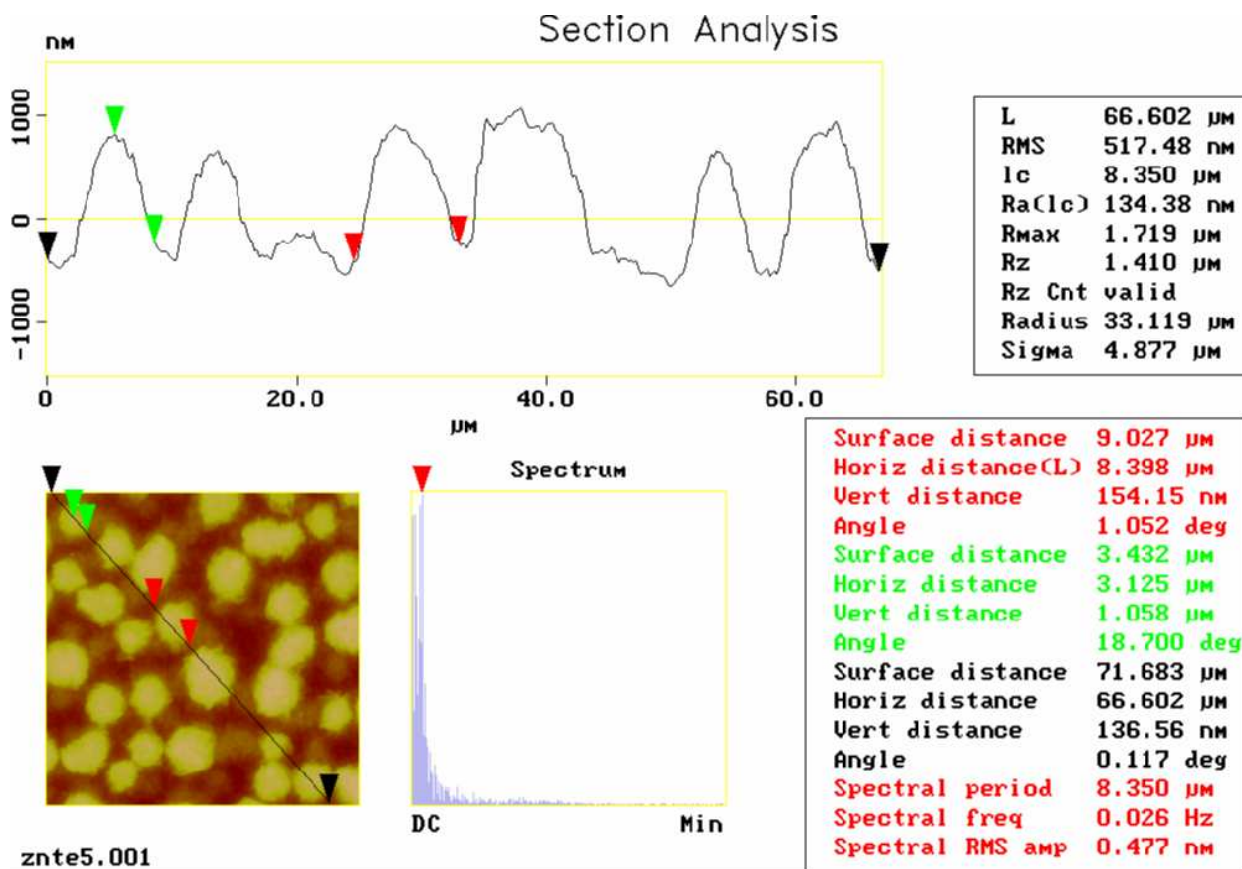 Section Analysis
nм
1000
0
-1000
0
20.0
40.0
60.0
μм
L 66.602 μм
RMS 517.48 nм
lc 8.350 μм
Ra(lc) 134.38 nм
Rмax 1.719 μм
Rz 1.410 μм
Rz Cnt valid
Radius 33.119 μм
Sigмa 4.877 μм
Spectruм
DC
Min
Surface distance 9.027 μм
Horiz distance(L) 8.398 μм
Vert distance 154.15 nм
Angle 1.052 deg
Surface distance 3.432 μм
Horiz distance 3.125 μм
Vert distance 1.058 μм
Angle 18.700 deg
Surface distance 71.683 μм
Horiz distance 66.602 μм
Vert distance 136.56 nм
Angle 0.117 deg
Spectral period 8.350 μм
Spectral freq 0.026 Hz
Spectral RMS amp 0.477 nм
znte5.001